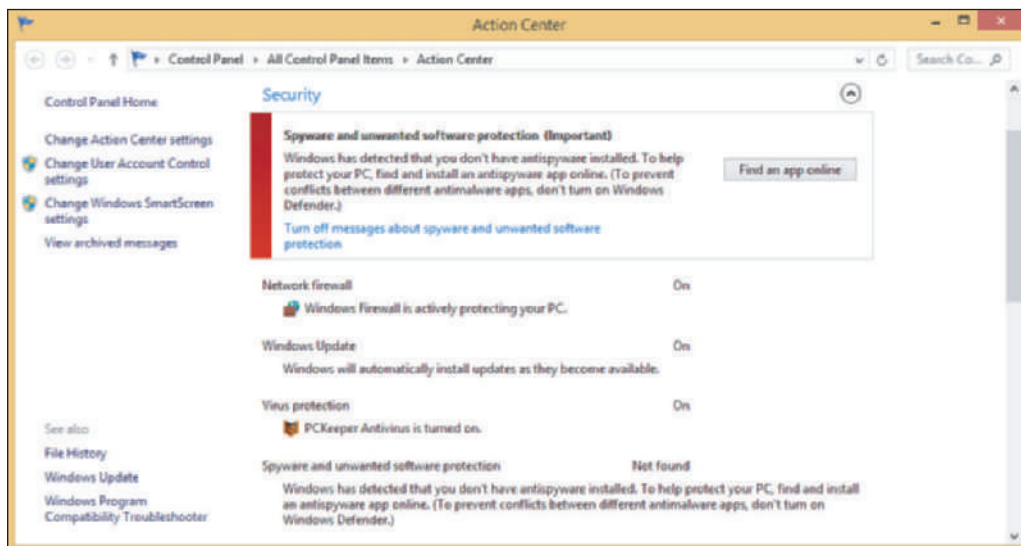 Action Center
Control Panel › All Control Panel Items › Action Center
Search Co...
Control Panel Home
Change Action Center settings
Change User Account Control
settings
Change Windows SmartScreen
settings
View archived messages
See also
File History
Windows Update
Windows Program
Compatibility Troubleshooter
Security
Spyware and unwanted software protection (Important)
Windows has detected that you don't have antispyware installed. To help
protect your PC, find and install an antispyware app online. (To prevent
conflicts between different antimalware apps, don't turn on Windows
Defender.)
Find an app online
Turn off messages about spyware and unwanted software
protection
Network firewall On
Windows Firewall is actively protecting your PC.
Windows Update On
Windows will automatically install updates as they become available.
Virus protection On
PCKeeper Antivirus is turned on.
Spyware and unwanted software protection Not found
Windows has detected that you don't have antispyware installed. To help protect your PC, find and install
an antispyware app online. (To prevent conflicts between different antimalware apps, don't turn on
Windows Defender.)